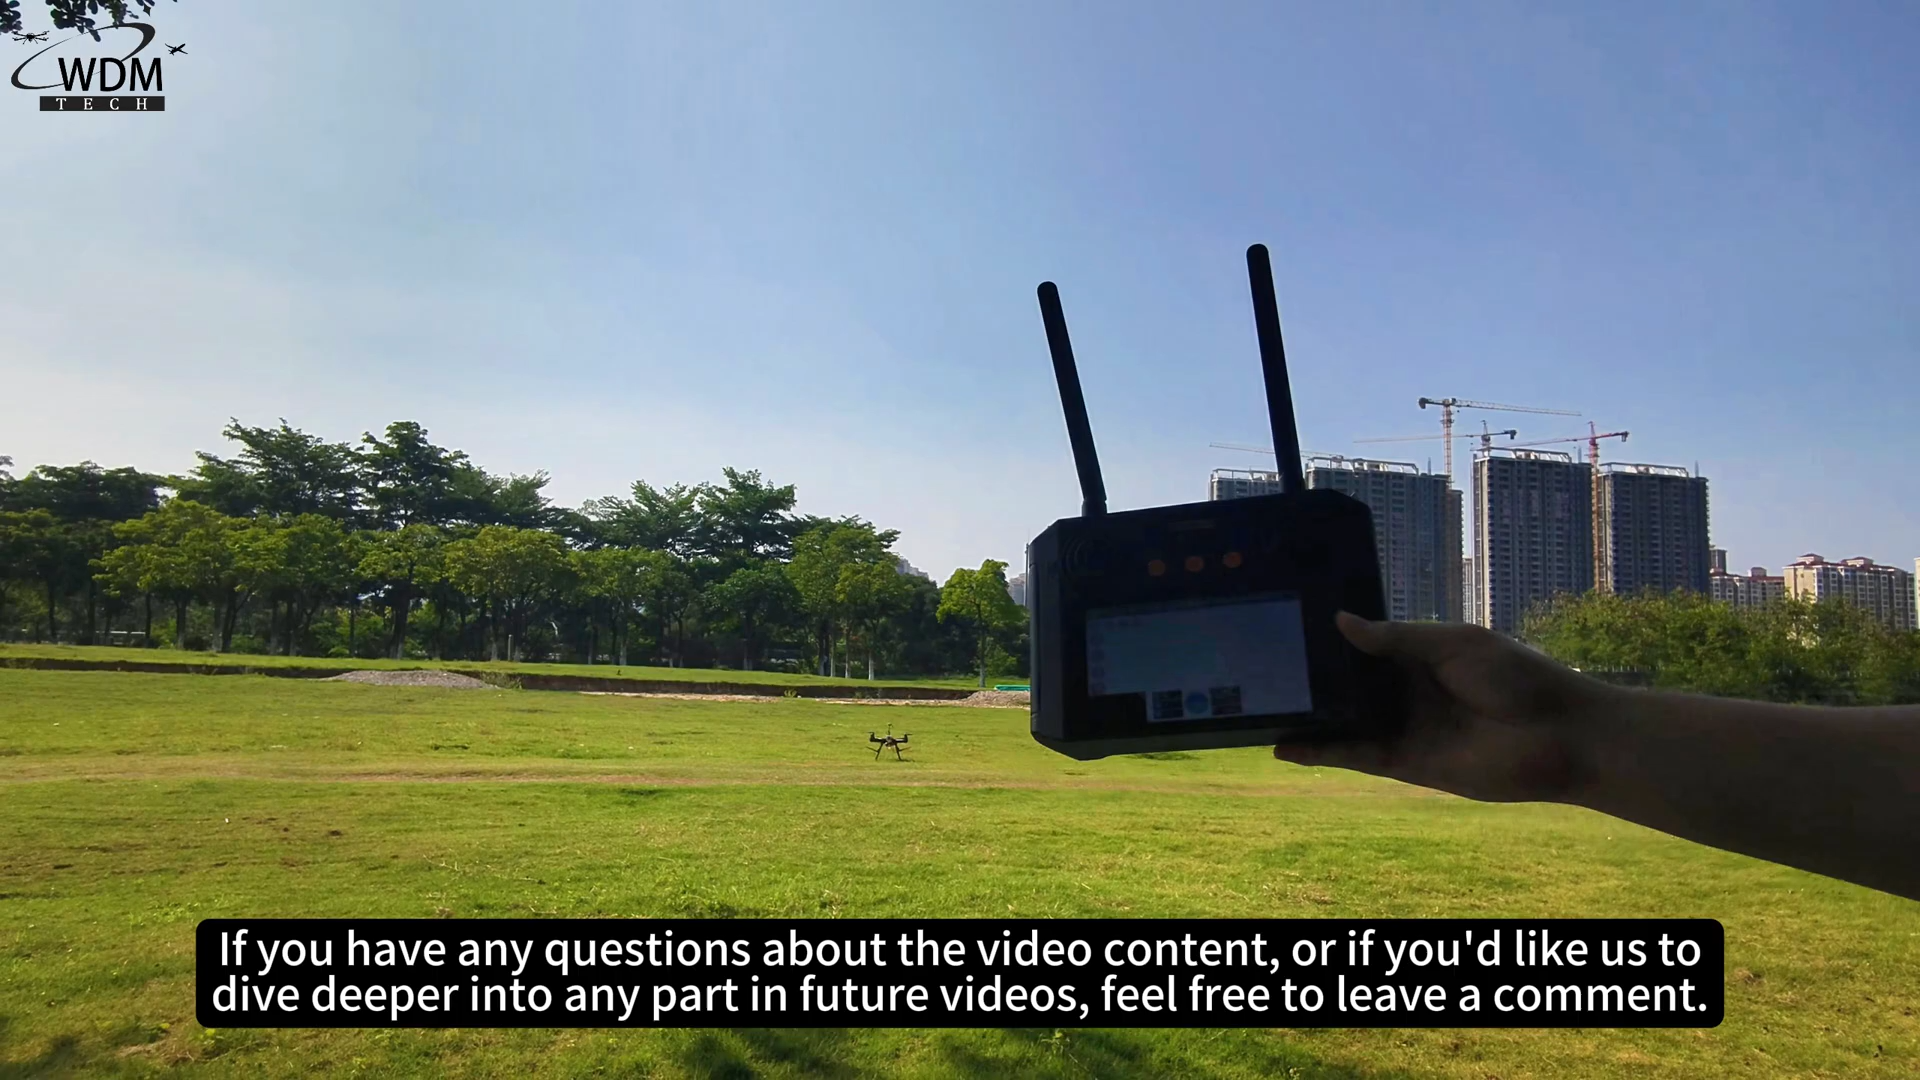 WDM
TECH
If you have any questions about the video content, or if you'd like us to
dive deeper into any part in future videos, feel free to leave a comment.